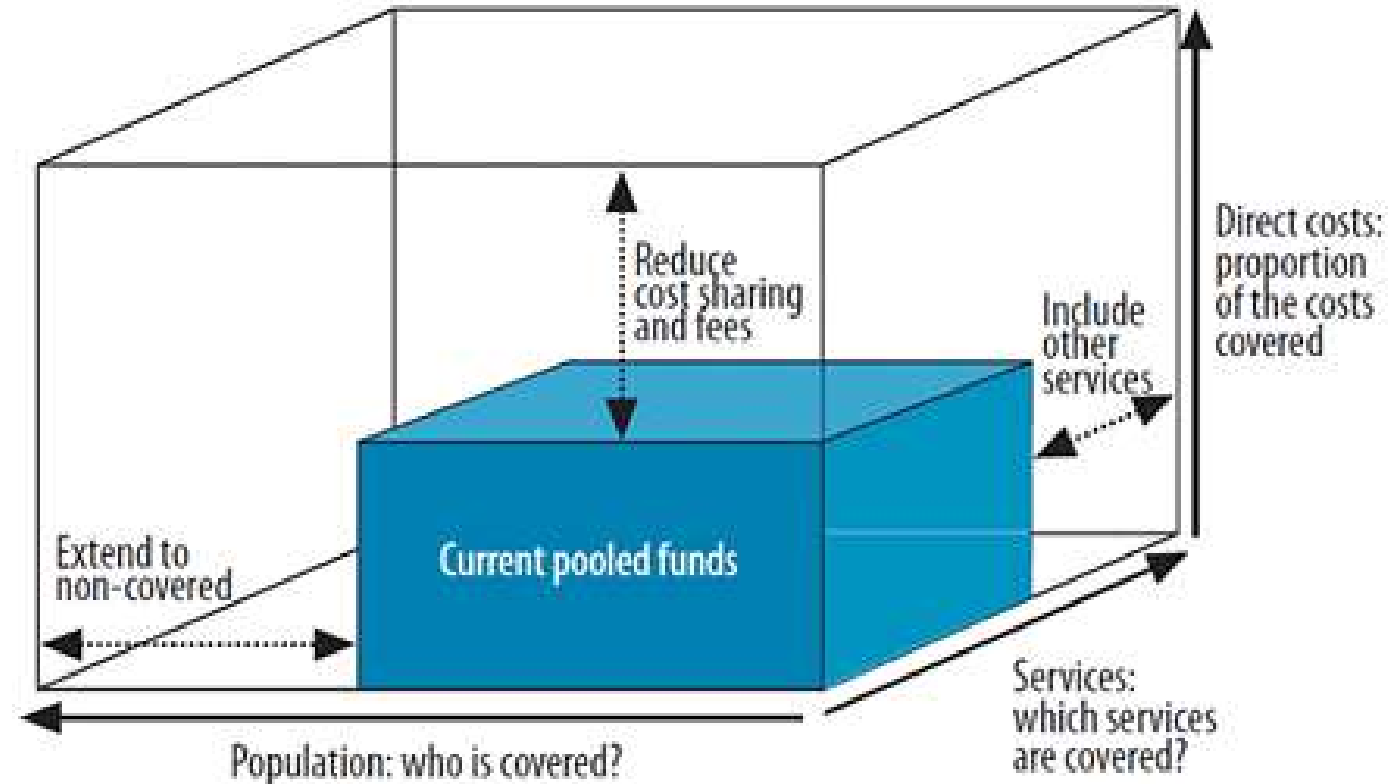 Reduce
cost sharing
and fees
Include
other
services
Direct costs:
proportion
of the costs
covered
Extend to
non-covered
Current pooled funds
Services:
which services
are covered?
Population: who is covered?